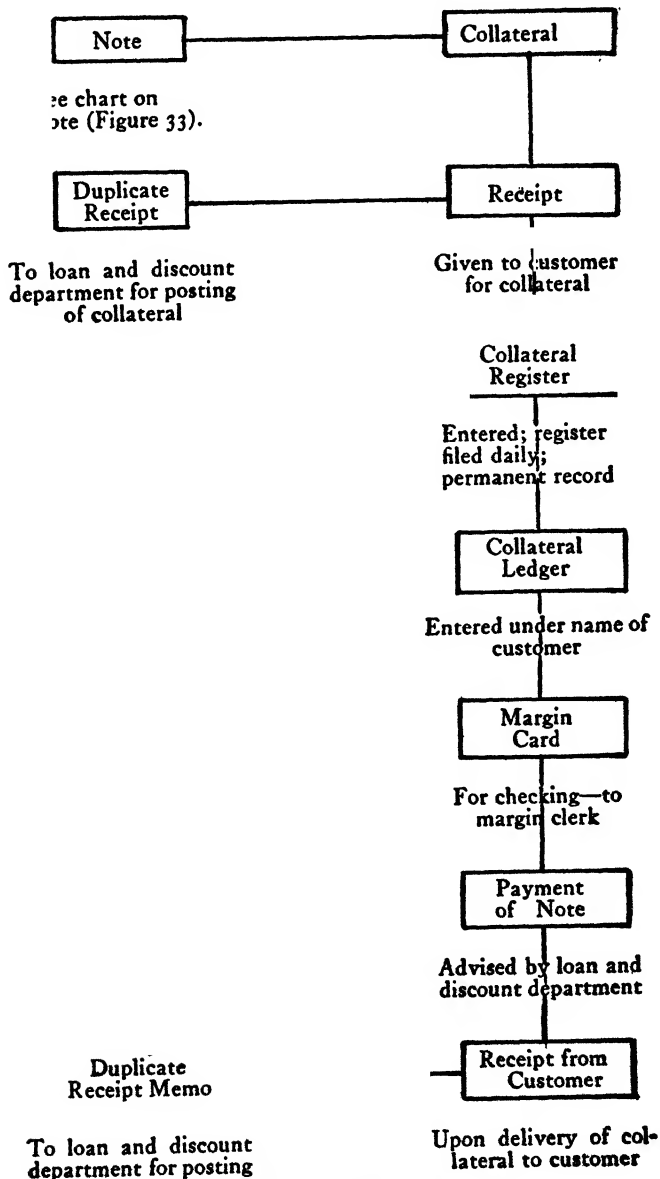 Note
Collateral
ee chart on
ote (Figure 33).
Duplicate
Receipt
Receipt
To loan and discount
department for posting
of collateral
Given to customer
for collateral
Collateral
Register
Entered; register
filed daily;
permanent record
Collateral
Ledger
Entered under name of
customer
Margin
Card
For checking—to
margin clerk
Payment
of Note
Advised by loan and
discount department
Duplicate
Receipt Memo
Receipt from
Customer
To loan and discount
department for posting
Upon delivery of col-
lateral to customer